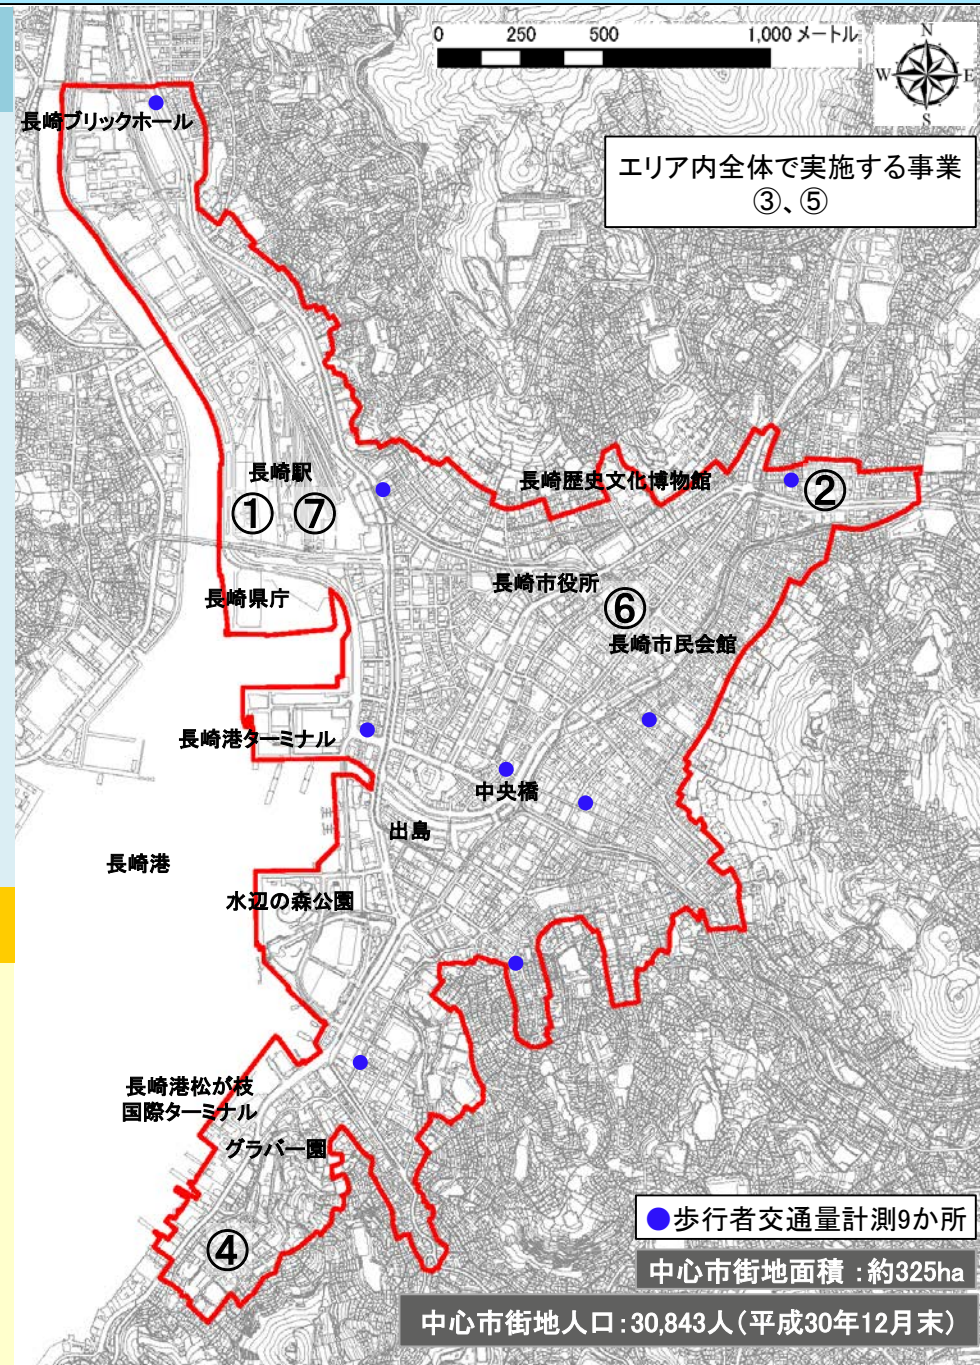 0 250 500 1,000 メートル
N
W E
S
長崎ブリックホール
エリア内全体で実施する事業
③、⑤
長崎駅
① ⑦
長崎歴史文化博物館
②
長崎県庁
長崎市役所
⑥
長崎市民会館
長崎港ターミナル
中央橋
出島
長崎港
水辺の森公園
長崎港松が枝
国際ターミナル
グラバー園
④
●歩行者交通量計測9か所
中心市街地面積：約325ha
中心市街地人口：30,843人（平成30年12月末）